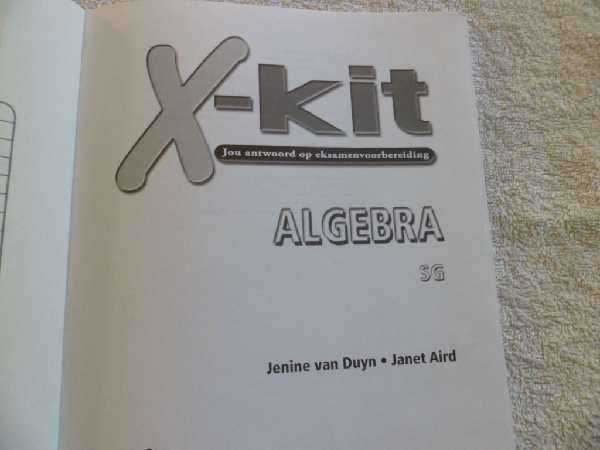 X-kit
Jou antwoord op eksamenvoorbereiding
ALGEBRA
SG
Jenine van Duyn • Janet Aird